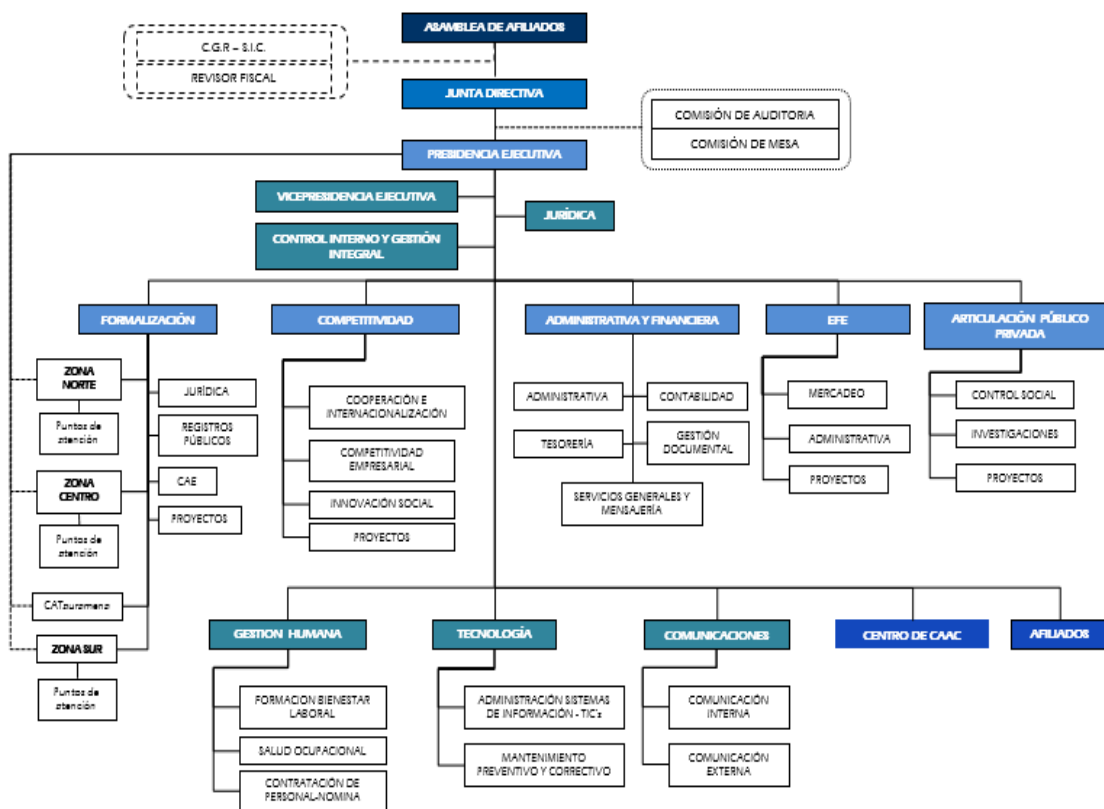 ASAMBLEA DE AFILIADOS
C.G.R – S.I.C.
REVISOR FISCAL
JUNTA DIRECTIVA
COMISIÓN DE AUDITORIA
COMISIÓN DE MESA
PRESIDENCIA EJECUTIVA
VICEPRESIDENCIA EJECUTIVA
JURÍDICA
CONTROL INTERNO Y GESTIÓN
INTEGRAL
FORMALIZACIÓN
COMPETITIVIDAD
ADMINISTRATIVA Y FINANCIERA
EFE
ARTICULACIÓN PÚBLICO
PRIVADA
ZONA
NORTE
Puntos de
atención
ZONA
CENTRO
Puntos de
atención
CATauramena
ZONA SUR
Puntos de
atención
JURÍDICA
REGISTROS
PÚBLICOS
CAE
PROYECTOS
COOPERACIÓN E
INTERNACIONALIZACIÓN
COMPETITIVIDAD
EMPRESARIAL
INNOVACIÓN SOCIAL
PROYECTOS
ADMINISTRATIVA
CONTABILIDAD
TESORERÍA
GESTIÓN
DOCUMENTAL
SERVICIOS GENERALES Y
MENSAJERÍA
MERCADEO
ADMINISTRATIVA
PROYECTOS
CONTROL SOCIAL
INVESTIGACIONES
PROYECTOS
GESTION HUMANA
TECNOLOGÍA
COMUNICACIONES
CENTRO DE CAAC
AFILIADOS
FORMACION BIENESTAR
LABORAL
SALUD OCUPACIONAL
CONTRATACIÓN DE
PERSONAL-NOMINA
ADMINISTRACIÓN SISTEMAS
DE INFORMACIÓN - TIC's
MANTENIMIENTO
PREVENTIVO Y CORRECTIVO
COMUNICACIÓN
INTERNA
COMUNICACIÓN
EXTERNA